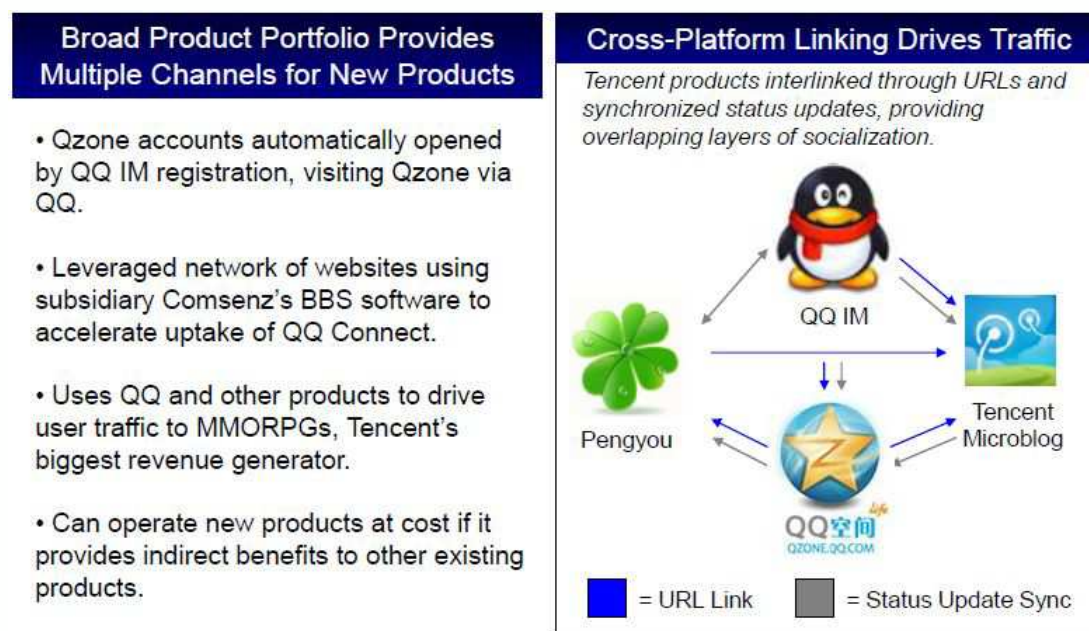 Broad Product Portfolio Provides
Multiple Channels for New Products
• Qzone accounts automatically opened
by QQ IM registration, visiting Qzone via
QQ.
• Leveraged network of websites using
subsidiary Comsenz's BBS software to
accelerate uptake of QQ Connect.
• Uses QQ and other products to drive
user traffic to MMORPGs, Tencent's
biggest revenue generator.
• Can operate new products at cost if it
provides indirect benefits to other existing
products.
Cross-Platform Linking Drives Traffic
Tencent products interlinked through URLs and
synchronized status updates, providing
overlapping layers of socialization.
QQ IM
Pengyou
Tencent
Microblog
Z
QQ空间 life
QZONE.QQ.COM
= URL Link
= Status Update Sync